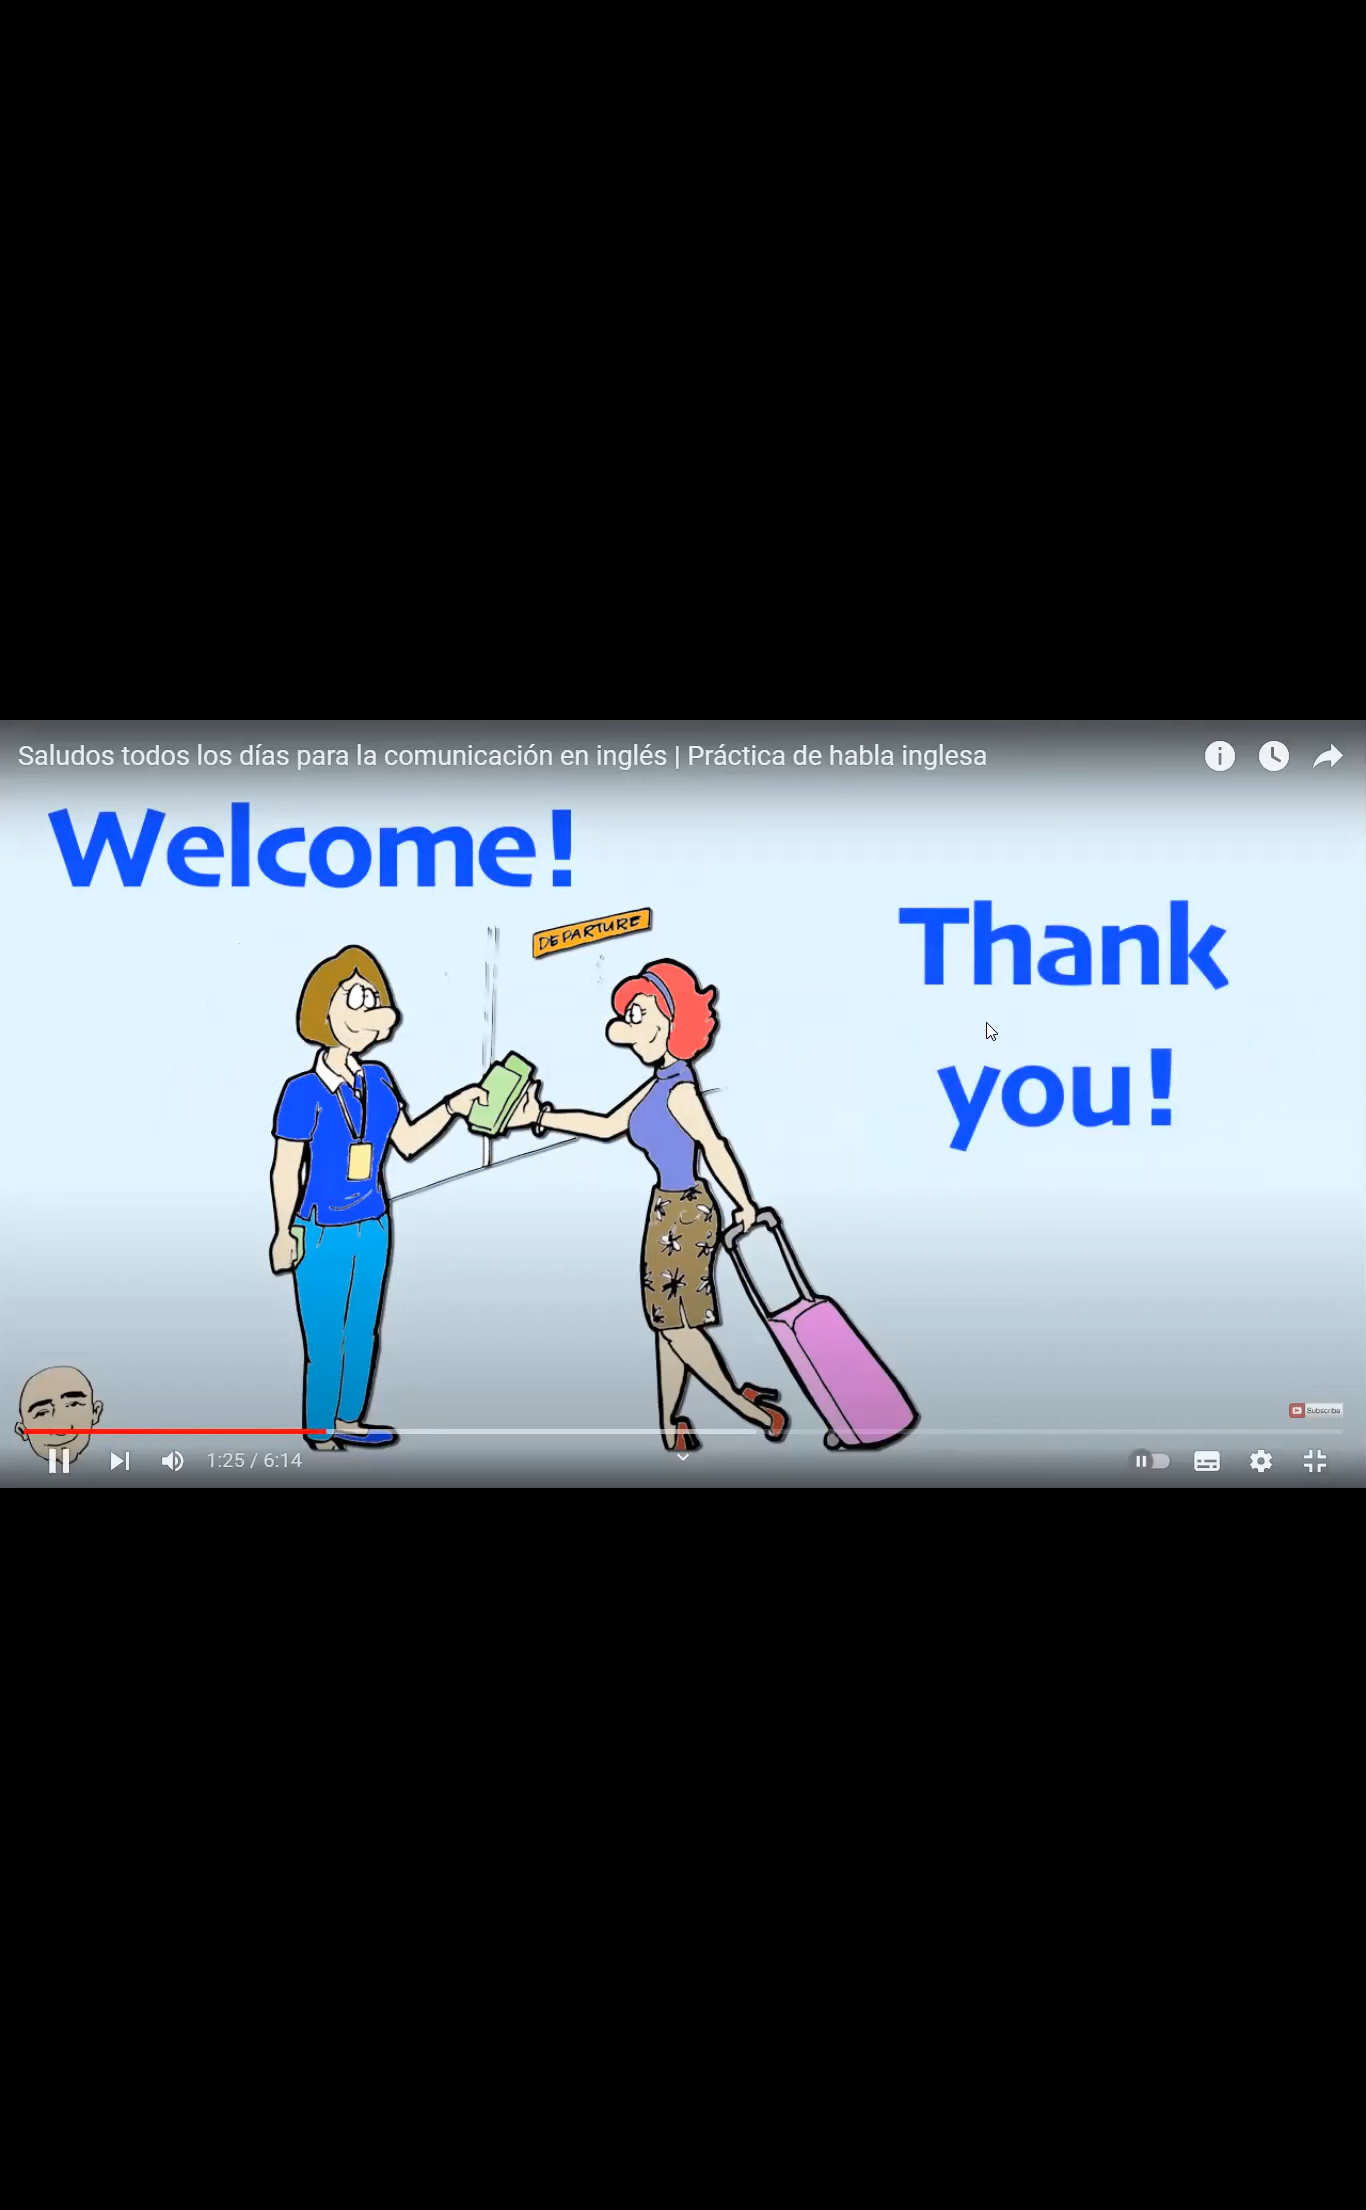 Saludos todos los días para la comunicación en inglés | Práctica de habla inglesa
Welcome!
DEPARTURE
Thank
you!
Subscribe
1:25 / 6:14